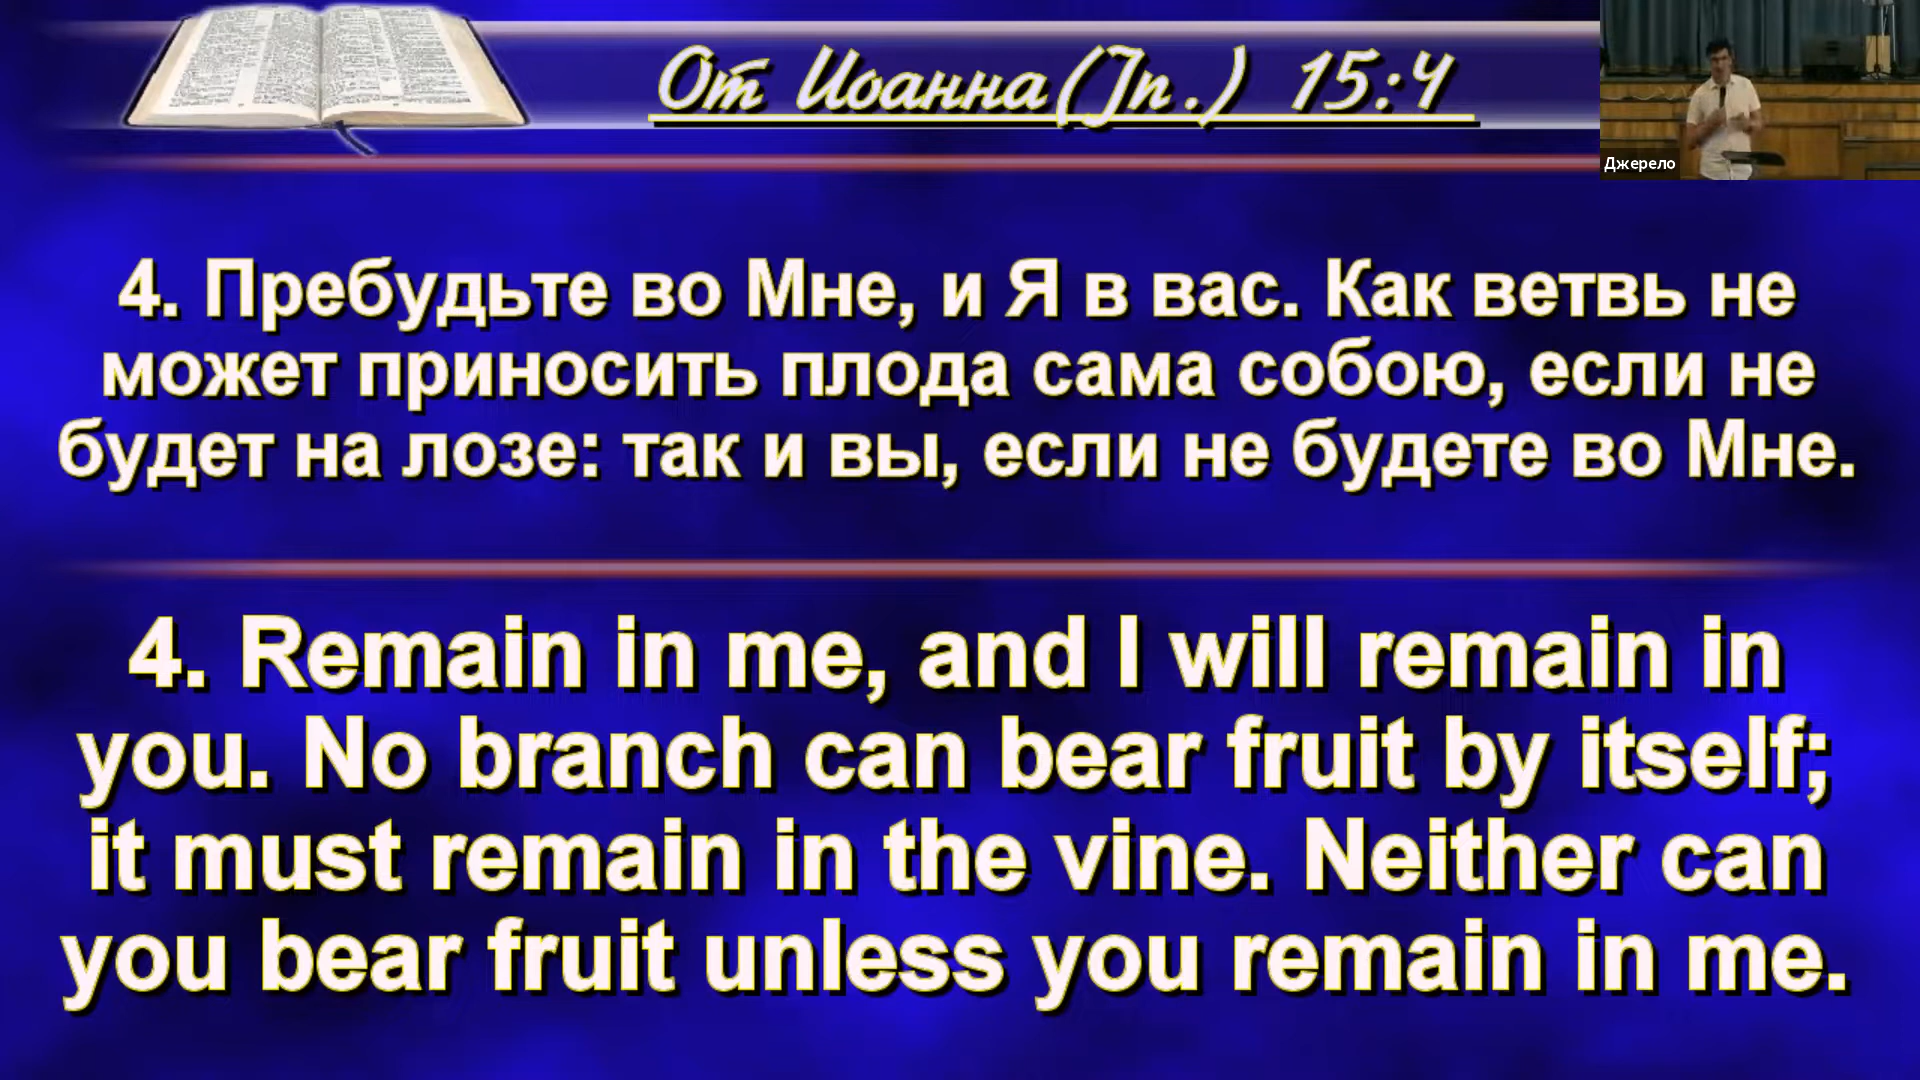 От Иоанна(Jn.) 15:4
Джерело
4. Пребудьте во Мне, и Я в вас. Как ветвь не
может приносить плода сама собою, если не
будет на лозе: так и вы, если не будете во Мне.
4. Remain in me, and I will remain in
you. No branch can bear fruit by itself;
it must remain in the vine. Neither can
you bear fruit unless you remain in me.